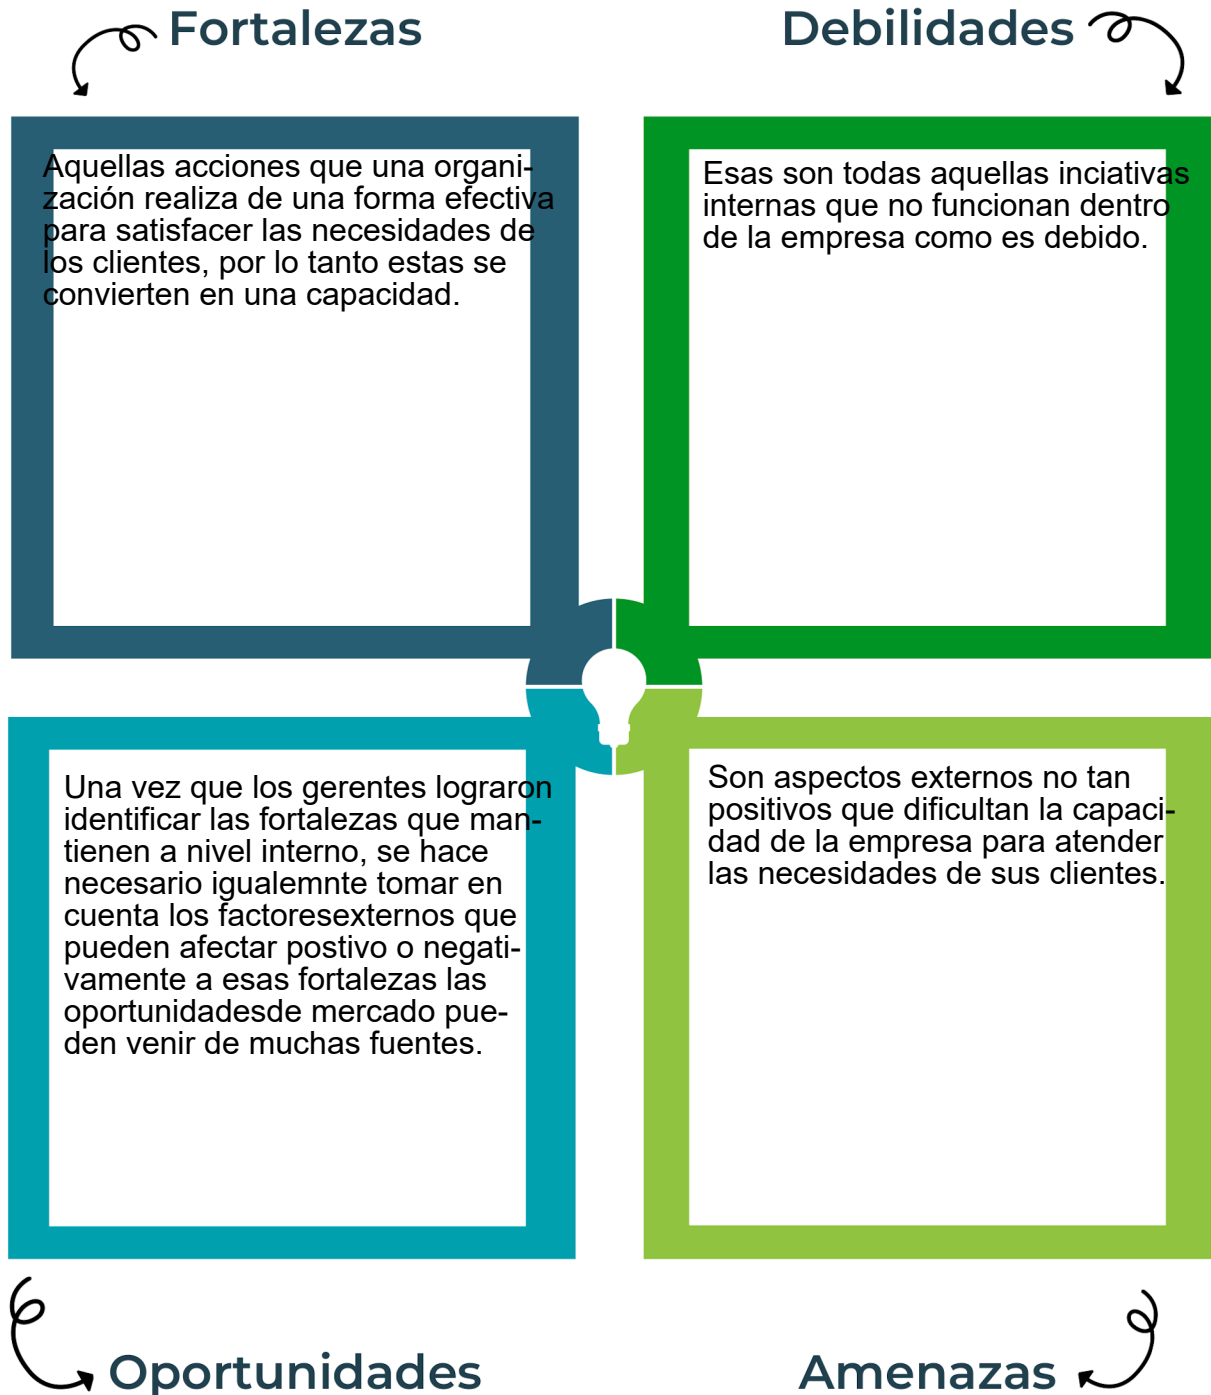 Fortalezas
Aquellas acciones que una organi-
zación realiza de una forma efectiva
para satisfacer las necesidades de
los clientes, por lo tanto estas se
convierten en una capacidad.
Debilidades
Esas son todas aquellas inciativas
internas que no funcionan dentro
de la empresa como es debido.
Una vez que los gerentes lograron
identificar las fortalezas que man-
tienen a nivel interno, se hace
necesario igualemnte tomar en
cuenta los factoresexternos que
pueden afectar postivo o negati-
vamente a esas fortalezas las
oportunidadesde mercado pue-
den venir de muchas fuentes.
Oportunidades
Son aspectos externos no tan
positivos que dificultan la capaci-
dad de la empresa para atender
las necesidades de sus clientes.
Amenazas